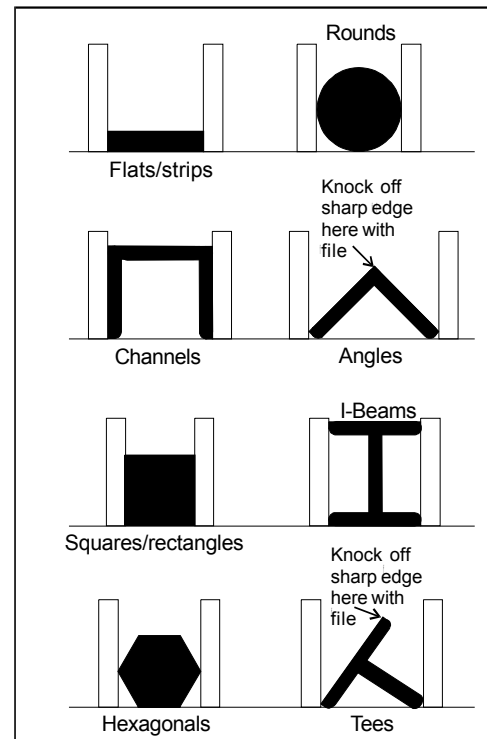 Rounds
Flats/strips
Knock off
sharp edge
here with
file
Channels
Angles
I-Beams
Squares/rectangles
Knock off
sharp edge
here with
file
Hexagonals
Tees